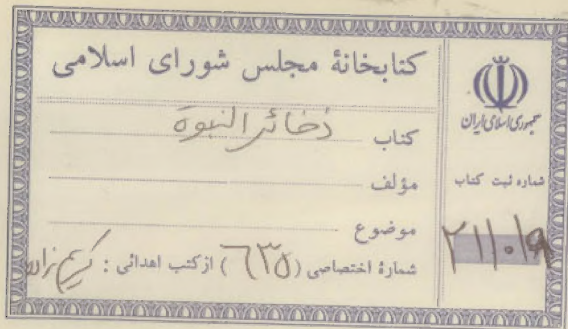 کتابخانهٔ مجلس شورای اسلامی
کتاب ذخائر النبوة
مؤلف
موضوع
شمارهٔ اختصاصی (۶۳۵) از کتب اهدائی :
جمهوری اسلامی ایران
شماره ثبت کتاب
۲۱۱۰۱۹